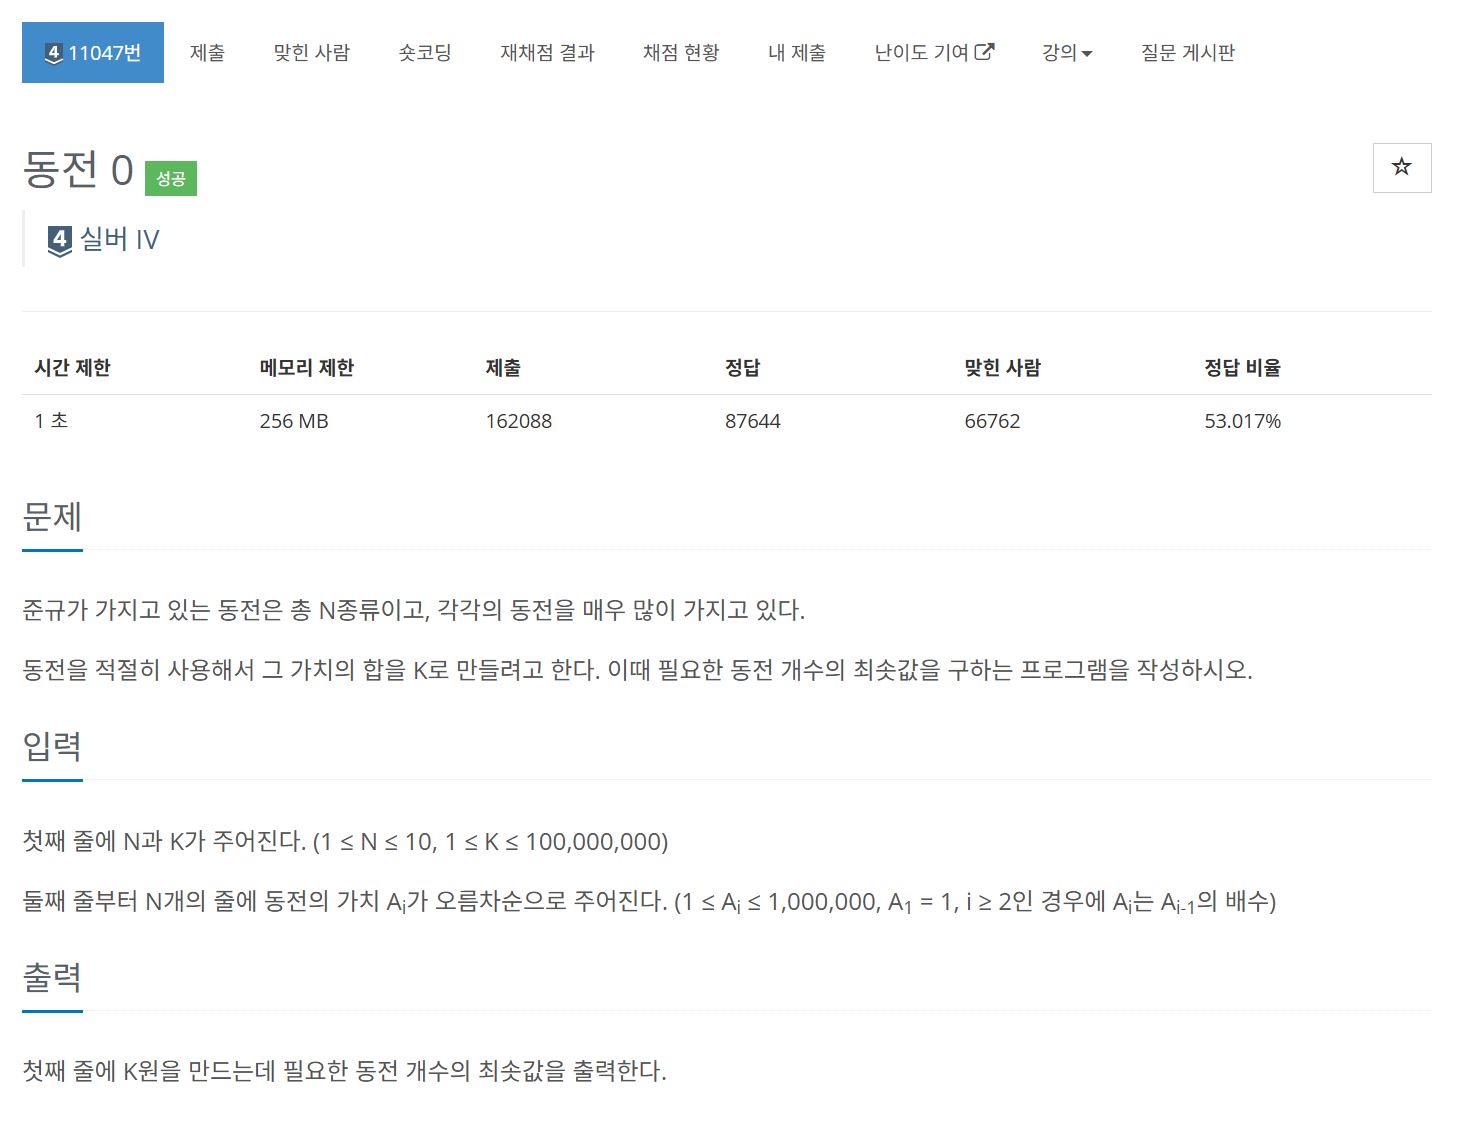 4 11047번 제출 맞힌 사람 숏코딩 재채점 결과 채점 현황 내 제출 난이도 기여 강의 질문 게시판
동전 0 성공
4 실버 IV
시간 제한 메모리 제한 제출 정답 맞힌 사람 정답 비율
1 초 256 MB 162088 87644 66762 53.017%
문제
준규가 가지고 있는 동전은 총 N종류이고, 각각의 동전을 매우 많이 가지고 있다.
동전을 적절히 사용해서 그 가치의 합을 K로 만들려고 한다. 이때 필요한 동전 개수의 최솟값을 구하는 프로그램을 작성하시오.
입력
첫째 줄에 N과 K가 주어진다. (1 ≤ N ≤ 10, 1 ≤ K ≤ 100,000,000)
둘째 줄부터 N개의 줄에 동전의 가치 Ai가 오름차순으로 주어진다. (1 ≤ Ai ≤ 1,000,000, A1 = 1, i ≥ 2인 경우에 Ai는 Ai-1의 배수)
출력
첫째 줄에 K원을 만드는데 필요한 동전 개수의 최솟값을 출력한다.